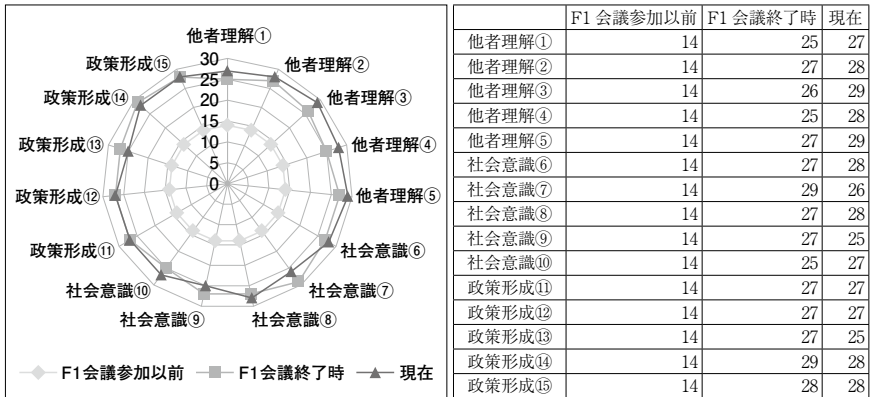 他者理解①
政策形成⑮
他者理解②
政策形成⑭
他者理解③
政策形成⑬
他者理解④
政策形成⑫
他者理解⑤
政策形成⑪
社会意識⑥
社会意識⑩
社会意識⑦
社会意識⑨
社会意識⑧
30
25
20
15
10
5
0
F1会議参加以前 F1会議終了時 現在
F1 会議参加以前 F1 会議終了時 現在
他者理解① 14 25 27
他者理解② 14 27 28
他者理解③ 14 26 29
他者理解④ 14 25 28
他者理解⑤ 14 27 29
社会意識⑥ 14 27 28
社会意識⑦ 14 29 26
社会意識⑧ 14 27 28
社会意識⑨ 14 27 25
社会意識⑩ 14 25 27
政策形成⑪ 14 27 27
政策形成⑫ 14 27 27
政策形成⑬ 14 27 25
政策形成⑭ 14 29 28
政策形成⑮ 14 28 28